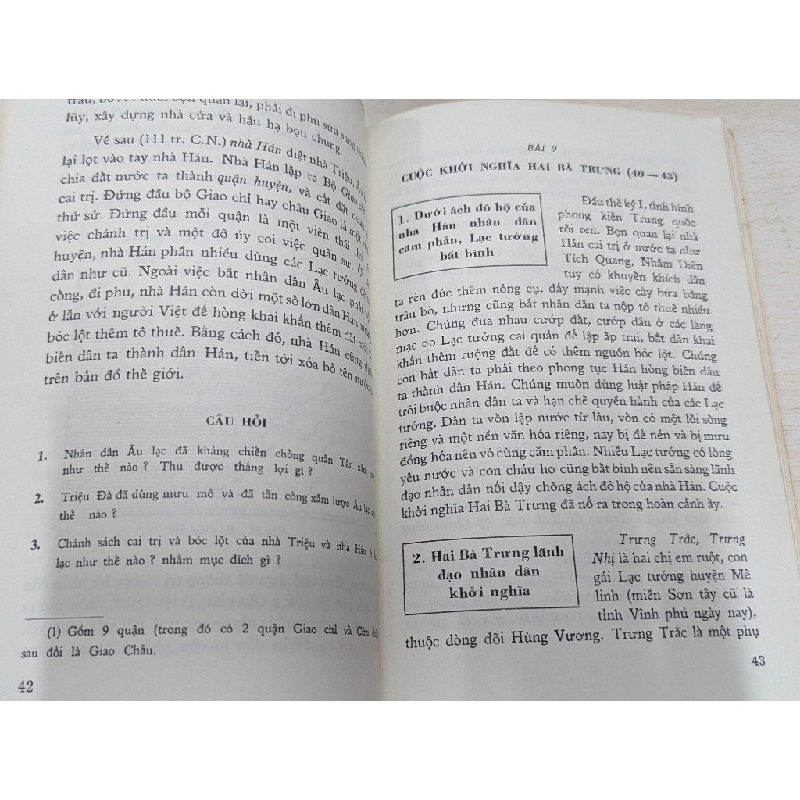 lũy, xây dựng nhà cửa và hầu hạ bọn chúng
Về sau (111 tr. C.N.) nhà Hán diệt nhà Triệu,
lại lọt vào tay nhà Hán. Nhà Hán lập ra Bộ Giao
chia đất nước ta thành quận huyện, và cắt đặt
cai trị. Đứng đầu bộ Giao chỉ hay châu Giao là một
thứ sử. Đứng đầu mỗi quận là một viên thái
việc chánh trị và một đô úy coi việc quân sự.
huyện, nhà Hán phần nhiều dùng các Lạc tướng
dân như cũ. Ngoài việc bắt nhân dân Âu lạc
cống, đi phu, nhà Hán còn dời một số lớn dân Hán
ở lẫn với người Việt để hòng khai khẩn thêm
bóc lột thêm tô thuế. Bằng cách đó, nhà Hán cũng
biến dân ta thành dân Hán, tiến tới xóa bỏ tên nước
trên bản đồ thế giới.
CÂU HỎI
1. Nhân dân Âu lạc đã kháng chiến chống quân Tần
như thế nào ? Thu được thắng lợi gì ?
2. Triệu Đà đã dùng mưu mô và đã tấn công xâm lược Âu
thế nào ?
3. Chánh sách cai trị và bóc lột của nhà Triệu và nhà Hán
lạc như thế nào ? nhằm mục đích gì ?
(1) Gồm 9 quận (trong đó có 2 quận Giao chỉ và
sau đổi là Giao Châu.
42
BÀI 9
CUỘC KHỞI NGHĨA HAI BÀ TRƯNG (40 — 43)
1. Dưới ách đô hộ của
nhà Hán nhân dân
căm phẫn, Lạc tướng
bất bình
Đầu thế kỷ I, tình hình
phong kiến Trung quốc
rối ren. Bọn quan lại nhà
Hán cai trị ở nước ta như
Tích Quang, Nhâm Diên
tuy có khuyến khích dân
ta rèn đúc thêm nông cụ, đẩy mạnh việc cày bừa bằng
trâu bò, nhưng cũng bắt nhân dân ta nộp tô thuế nhiều
hơn. Chúng đua nhau cướp đất, cướp dân ở các làng
mạc do Lạc tướng cai quản để lập ấp trại, bắt dân khai
khẩn thêm ruộng đất để có thêm nguồn bóc lột. Chúng
còn bắt dân ta phải theo phong tục Hán hòng biến dân
ta thành dân Hán. Chúng muốn dùng luật pháp Hán để
trói buộc nhân dân ta và hạn chế quyền hành của các Lạc
tướng. Dân ta vốn lập nước từ lâu, vốn có một lối sống
riêng và một nền văn hóa riêng, nay bị đè nén và bị mưu
đồng hóa nên vô cùng căm phẫn. Nhiều Lạc tướng có lòng
yêu nước và con cháu họ cũng bất bình nên sẵn sàng lãnh
đạo nhân dân nổi dậy chống ách đô hộ của nhà Hán. Cuộc
khởi nghĩa Hai Bà Trưng đã nổ ra trong hoàn cảnh ấy.
2. Hai Bà Trưng lãnh
đạo nhân dân
khởi nghĩa
Trưng Trắc, Trưng
Nhị là hai chị em ruột, con
gái Lạc tướng huyện Mê
linh (miền Sơn tây cũ là
tỉnh Vĩnh phú ngày nay),
thuộc dòng dõi Hùng Vương. Trưng Trắc là một phụ
43